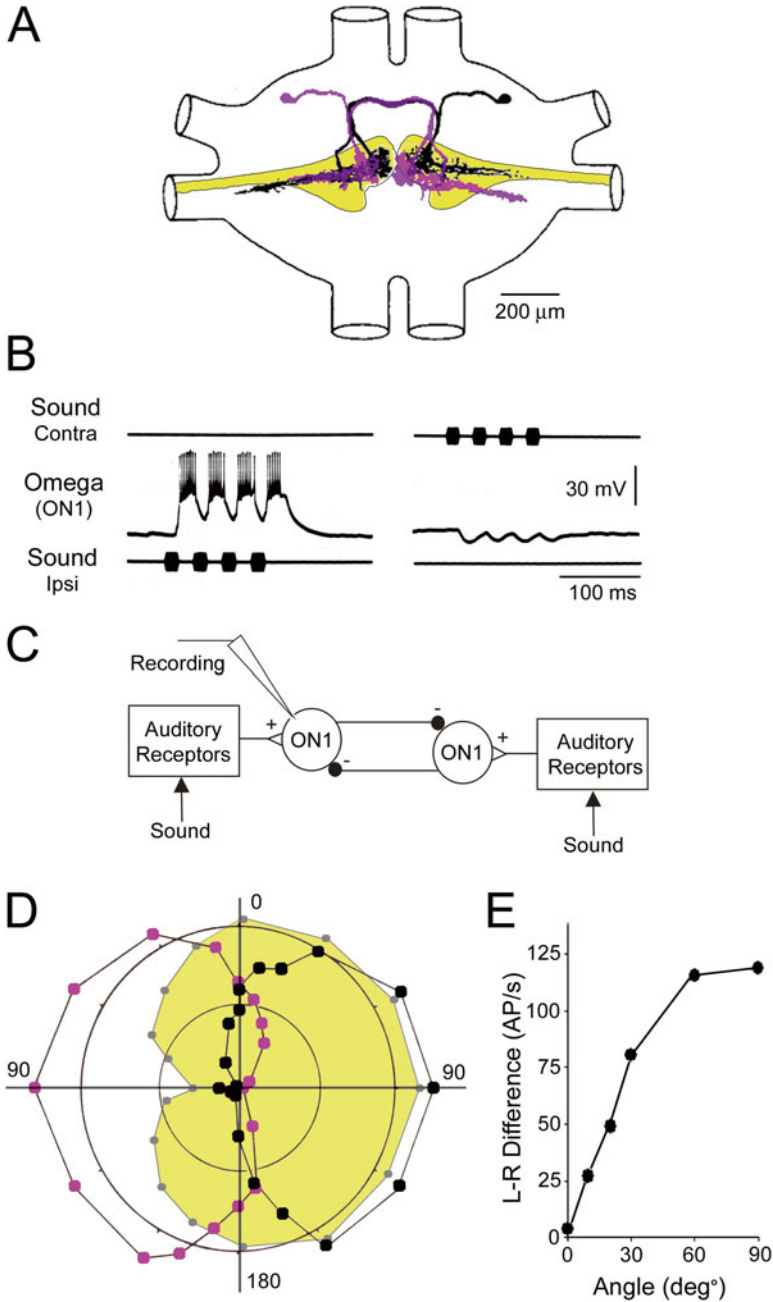 A
200 μm
B
Sound
Contra
Omega
(ON1)
30 mV
Sound
Ipsi
100 ms
C
Recording
Auditory
Receptors
+
ON1
-
-
ON1
+
Auditory
Receptors
Sound
Sound
D
0
90
90
180
E
L-R Difference (AP/s)
125
100
75
50
25
0
0
30
60
90
Angle (deg°)